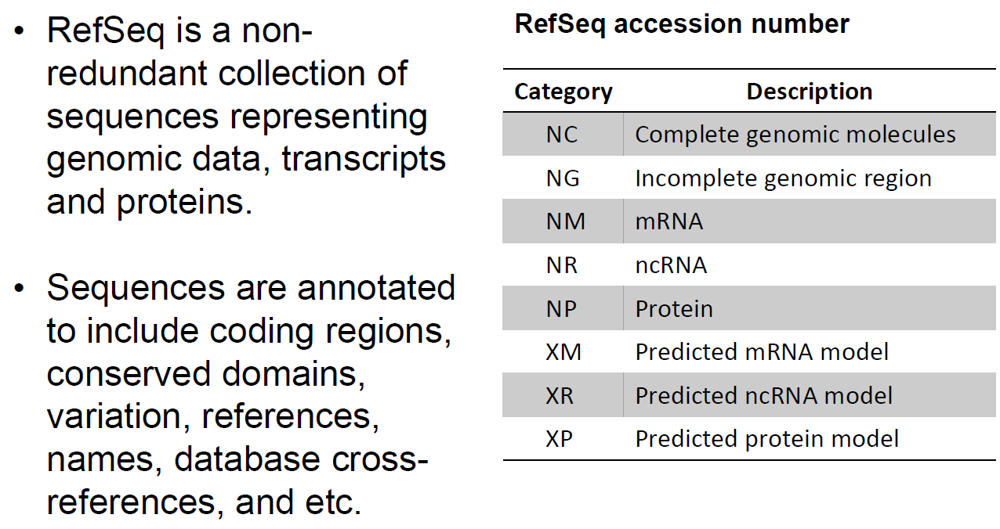 • RefSeq is a non-
redundant collection of
sequences representing
genomic data, transcripts
and proteins.
• Sequences are annotated
to include coding regions,
conserved domains,
variation, references,
names, database cross-
references, and etc.
RefSeq accession number
Category Description
NC Complete genomic molecules
NG Incomplete genomic region
NM mRNA
NR ncRNA
NP Protein
XM Predicted mRNA model
XR Predicted ncRNA model
XP Predicted protein model